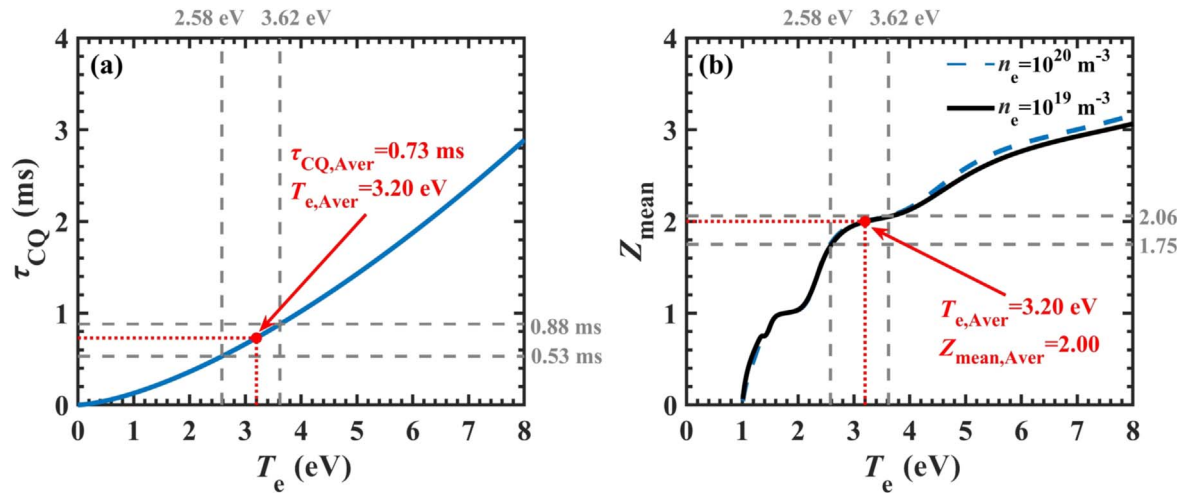 2.58 eV 3.62 eV
(a)
4
3
2
1
0
τCQ (ms)
τCQ,Aver=0.73 ms
Te,Aver=3.20 eV
0.88 ms
0.53 ms
0 1 2 3 4 5 6 7 8
Te (eV)
2.58 eV 3.62 eV
(b)
ne=10²⁰ m⁻³
ne=10¹⁹ m⁻³
4
3
2
1
0
Zmean
2.06
1.75
Te,Aver=3.20 eV
Zmean,Aver=2.00
0 1 2 3 4 5 6 7 8
Te (eV)